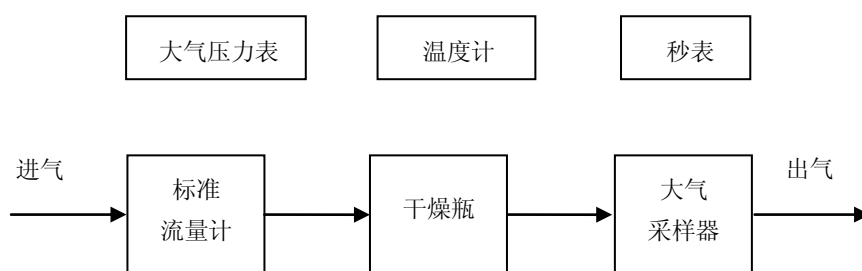 大气压力表
温度计
秒表
进气
标准
流量计
干燥瓶
大气
采样器
出气